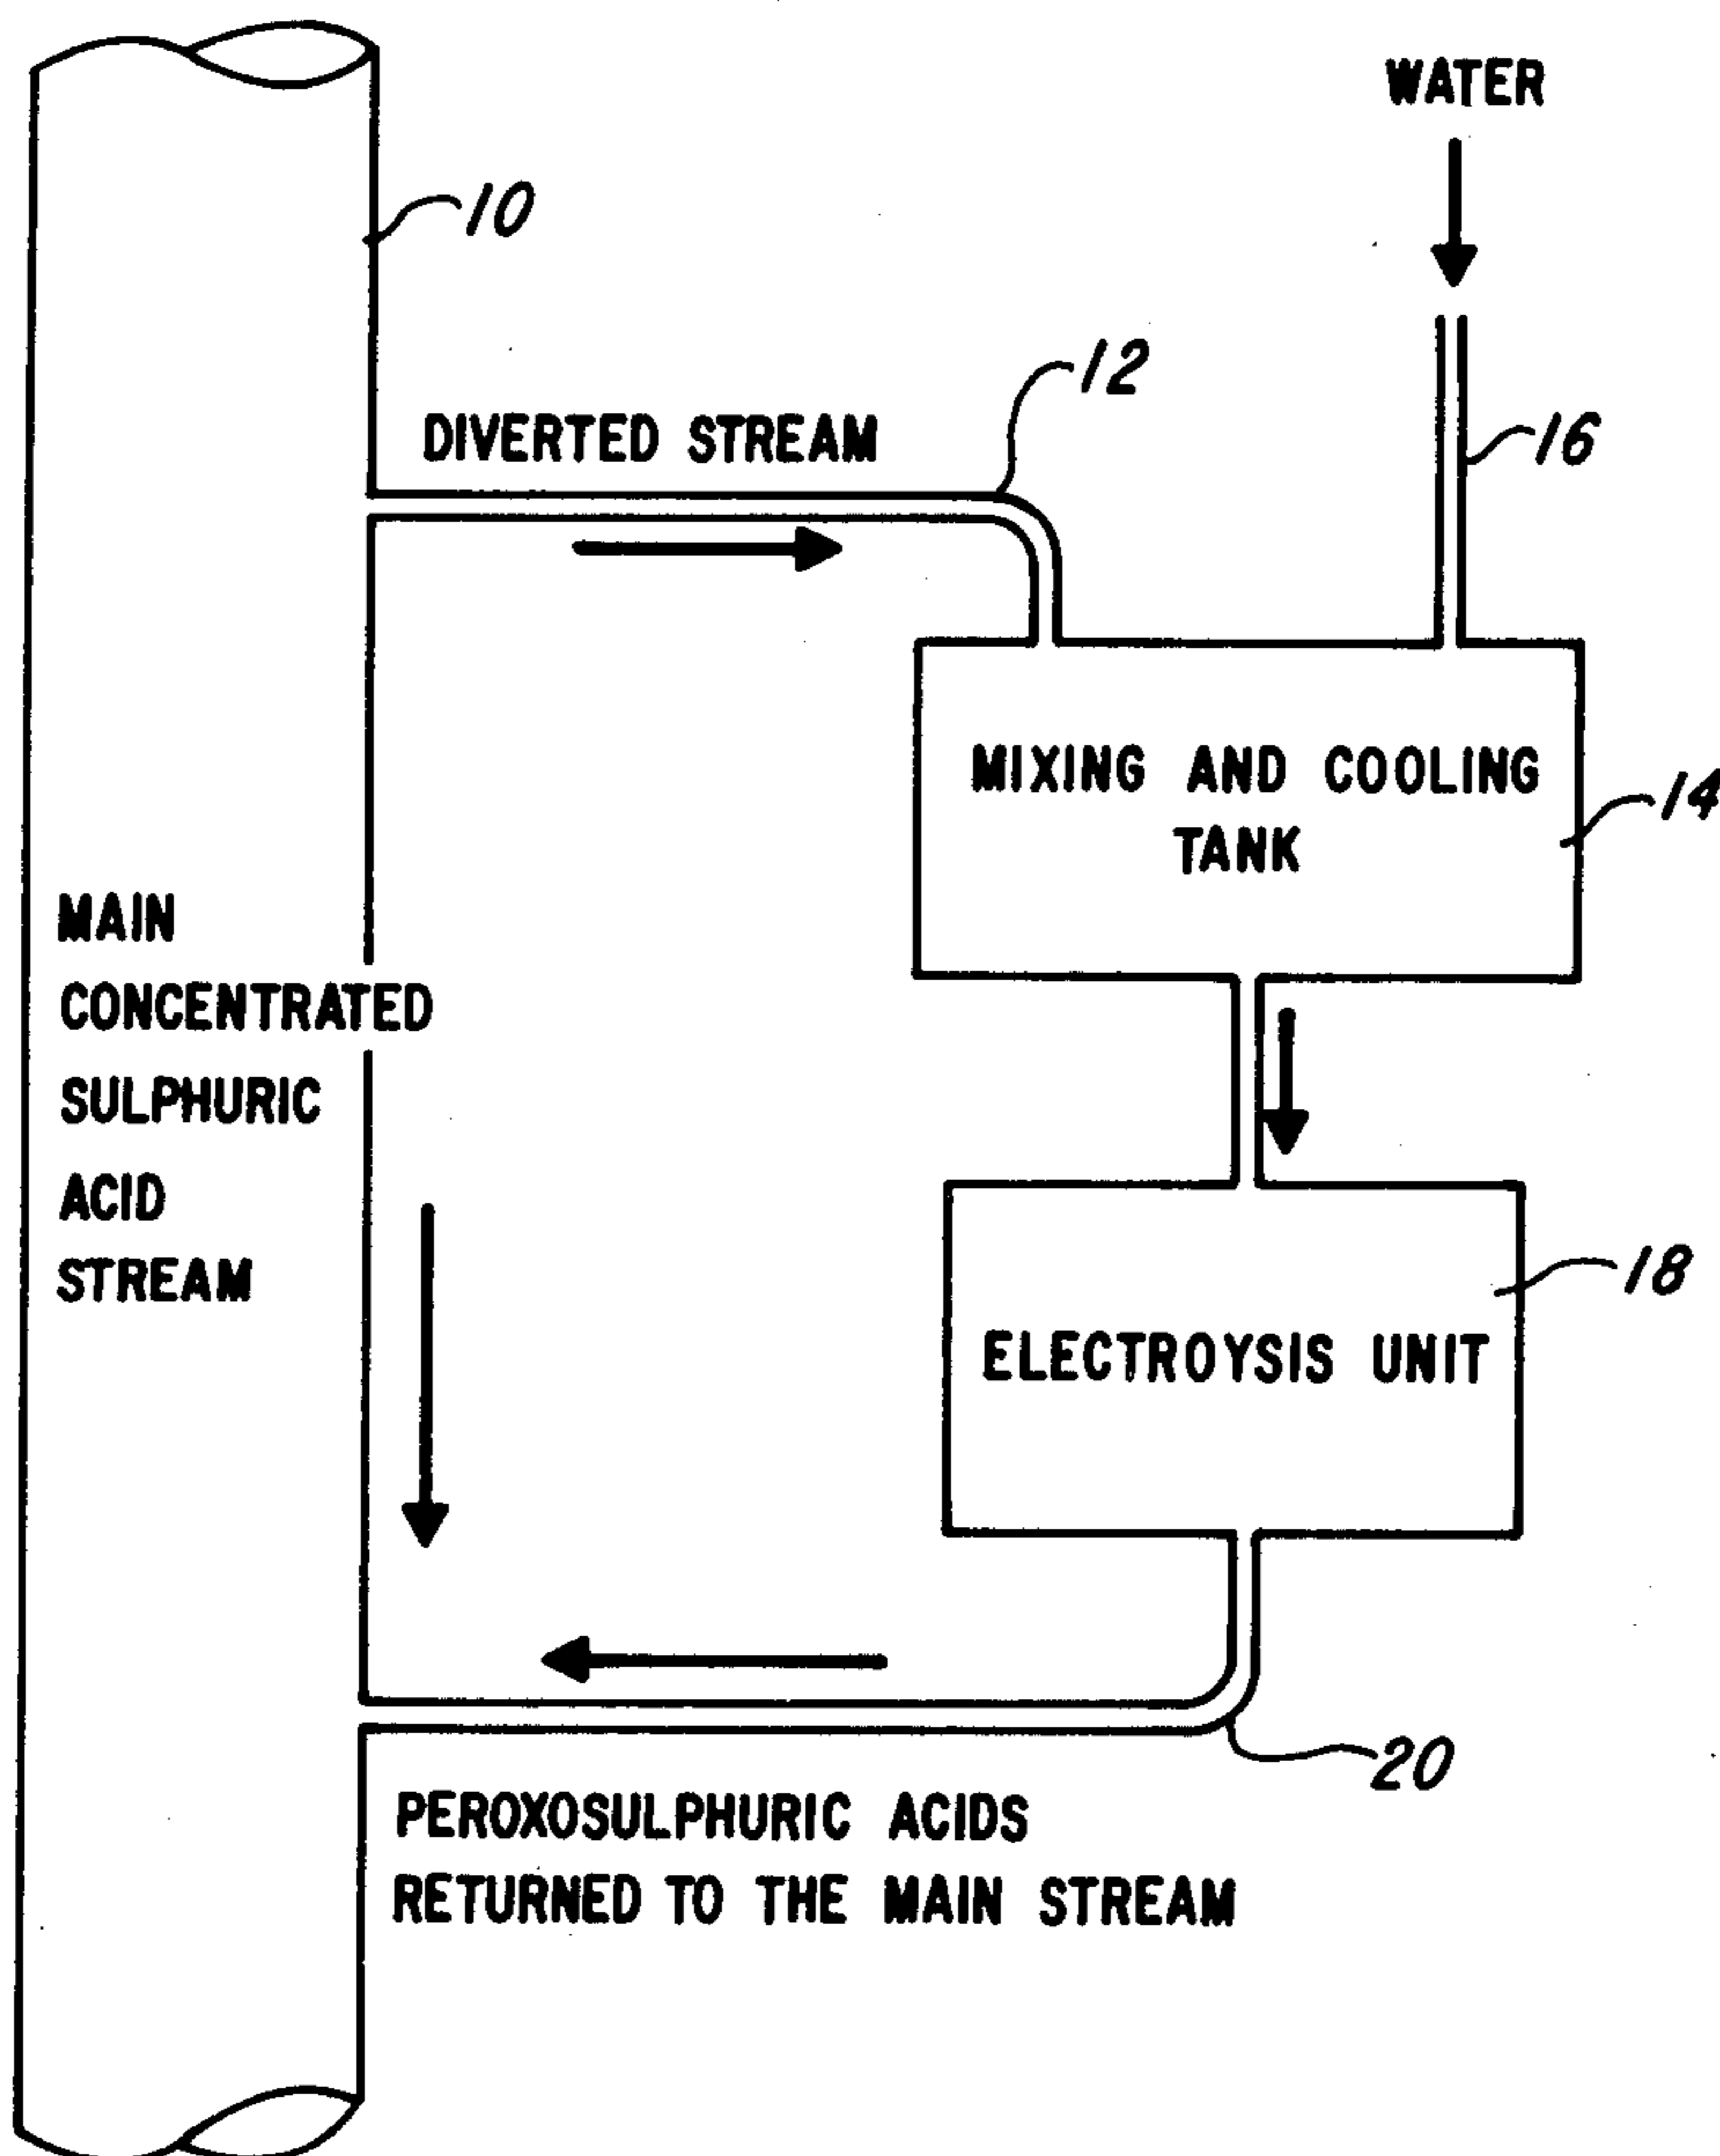 WATER
10
12
DIVERTED STREAM
16
MIXING AND COOLING
TANK
14
MAIN
CONCENTRATED
SULPHURIC
ACID
STREAM
18
ELECTROYSIS UNIT
20
PEROXOSULPHURIC ACIDS
RETURNED TO THE MAIN STREAM